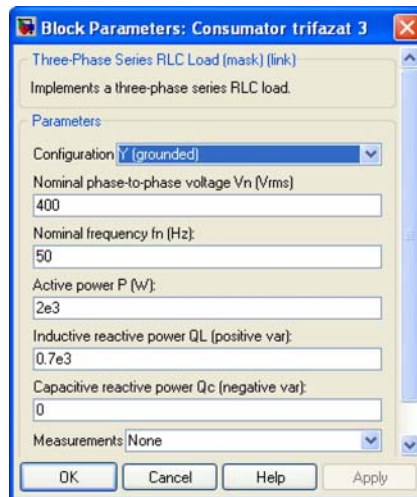 Block Parameters: Consumator trifazat 3
Three-Phase Series RLC Load (mask) (link)
Implements a three-phase series RLC load.
Parameters
Configuration Y (grounded)
Nominal phase-to-phase voltage Vn (Vrms)
400
Nominal frequency fn (Hz):
50
Active power P (W):
2e3
Inductive reactive power QL (positive var):
0.7e3
Capacitive reactive power Qc (negative var):
0
Measurements None
OK Cancel Help Apply